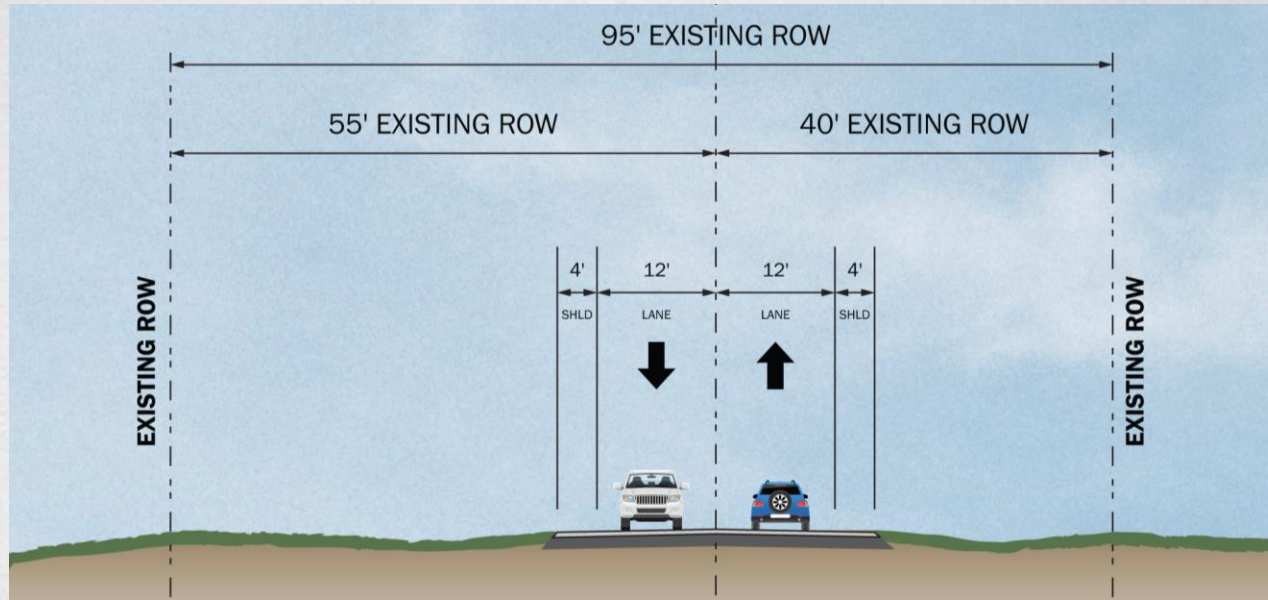 95' EXISTING ROW
55' EXISTING ROW
40' EXISTING ROW
4'
12'
12'
4'
SHLD
LANE
LANE
SHLD
EXISTING ROW
EXISTING ROW